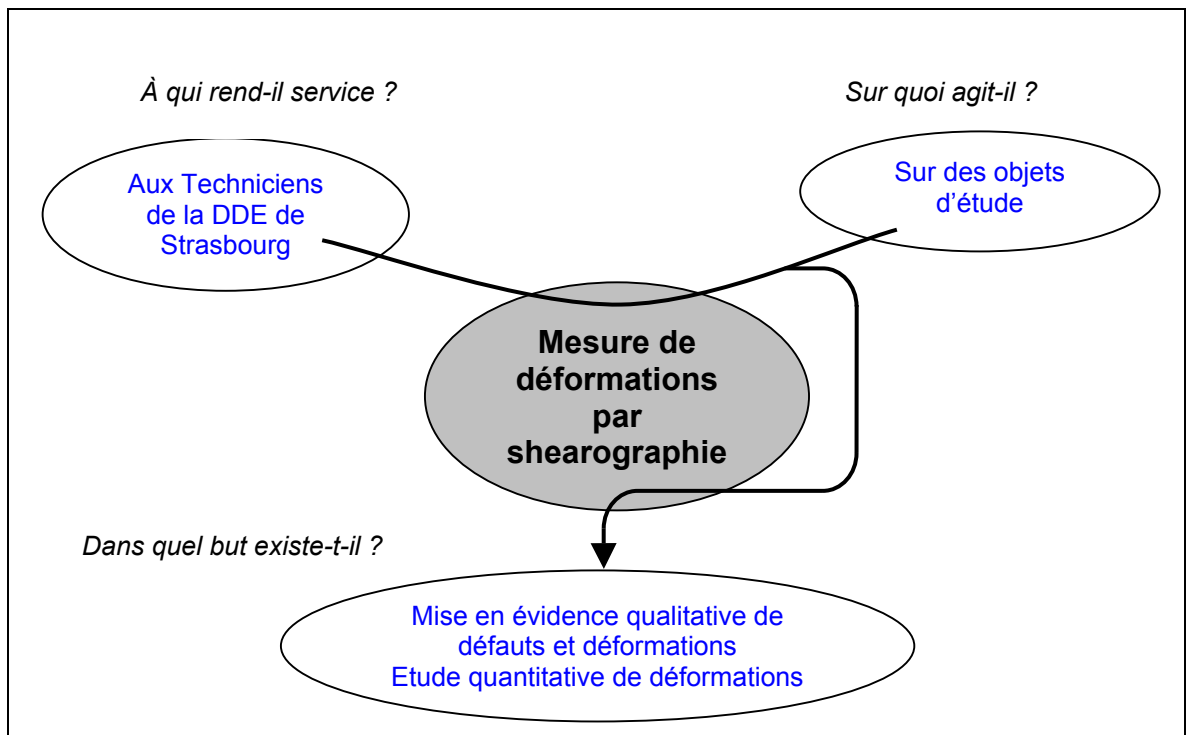 À qui rend-il service ?
Sur quoi agit-il ?
Aux Techniciens
de la DDE de
Strasbourg
Sur des objets
d’étude
Mesure de
déformations
par
shearographie
Dans quel but existe-t-il ?
Mise en évidence qualitative de
défauts et déformations
Etude quantitative de déformations